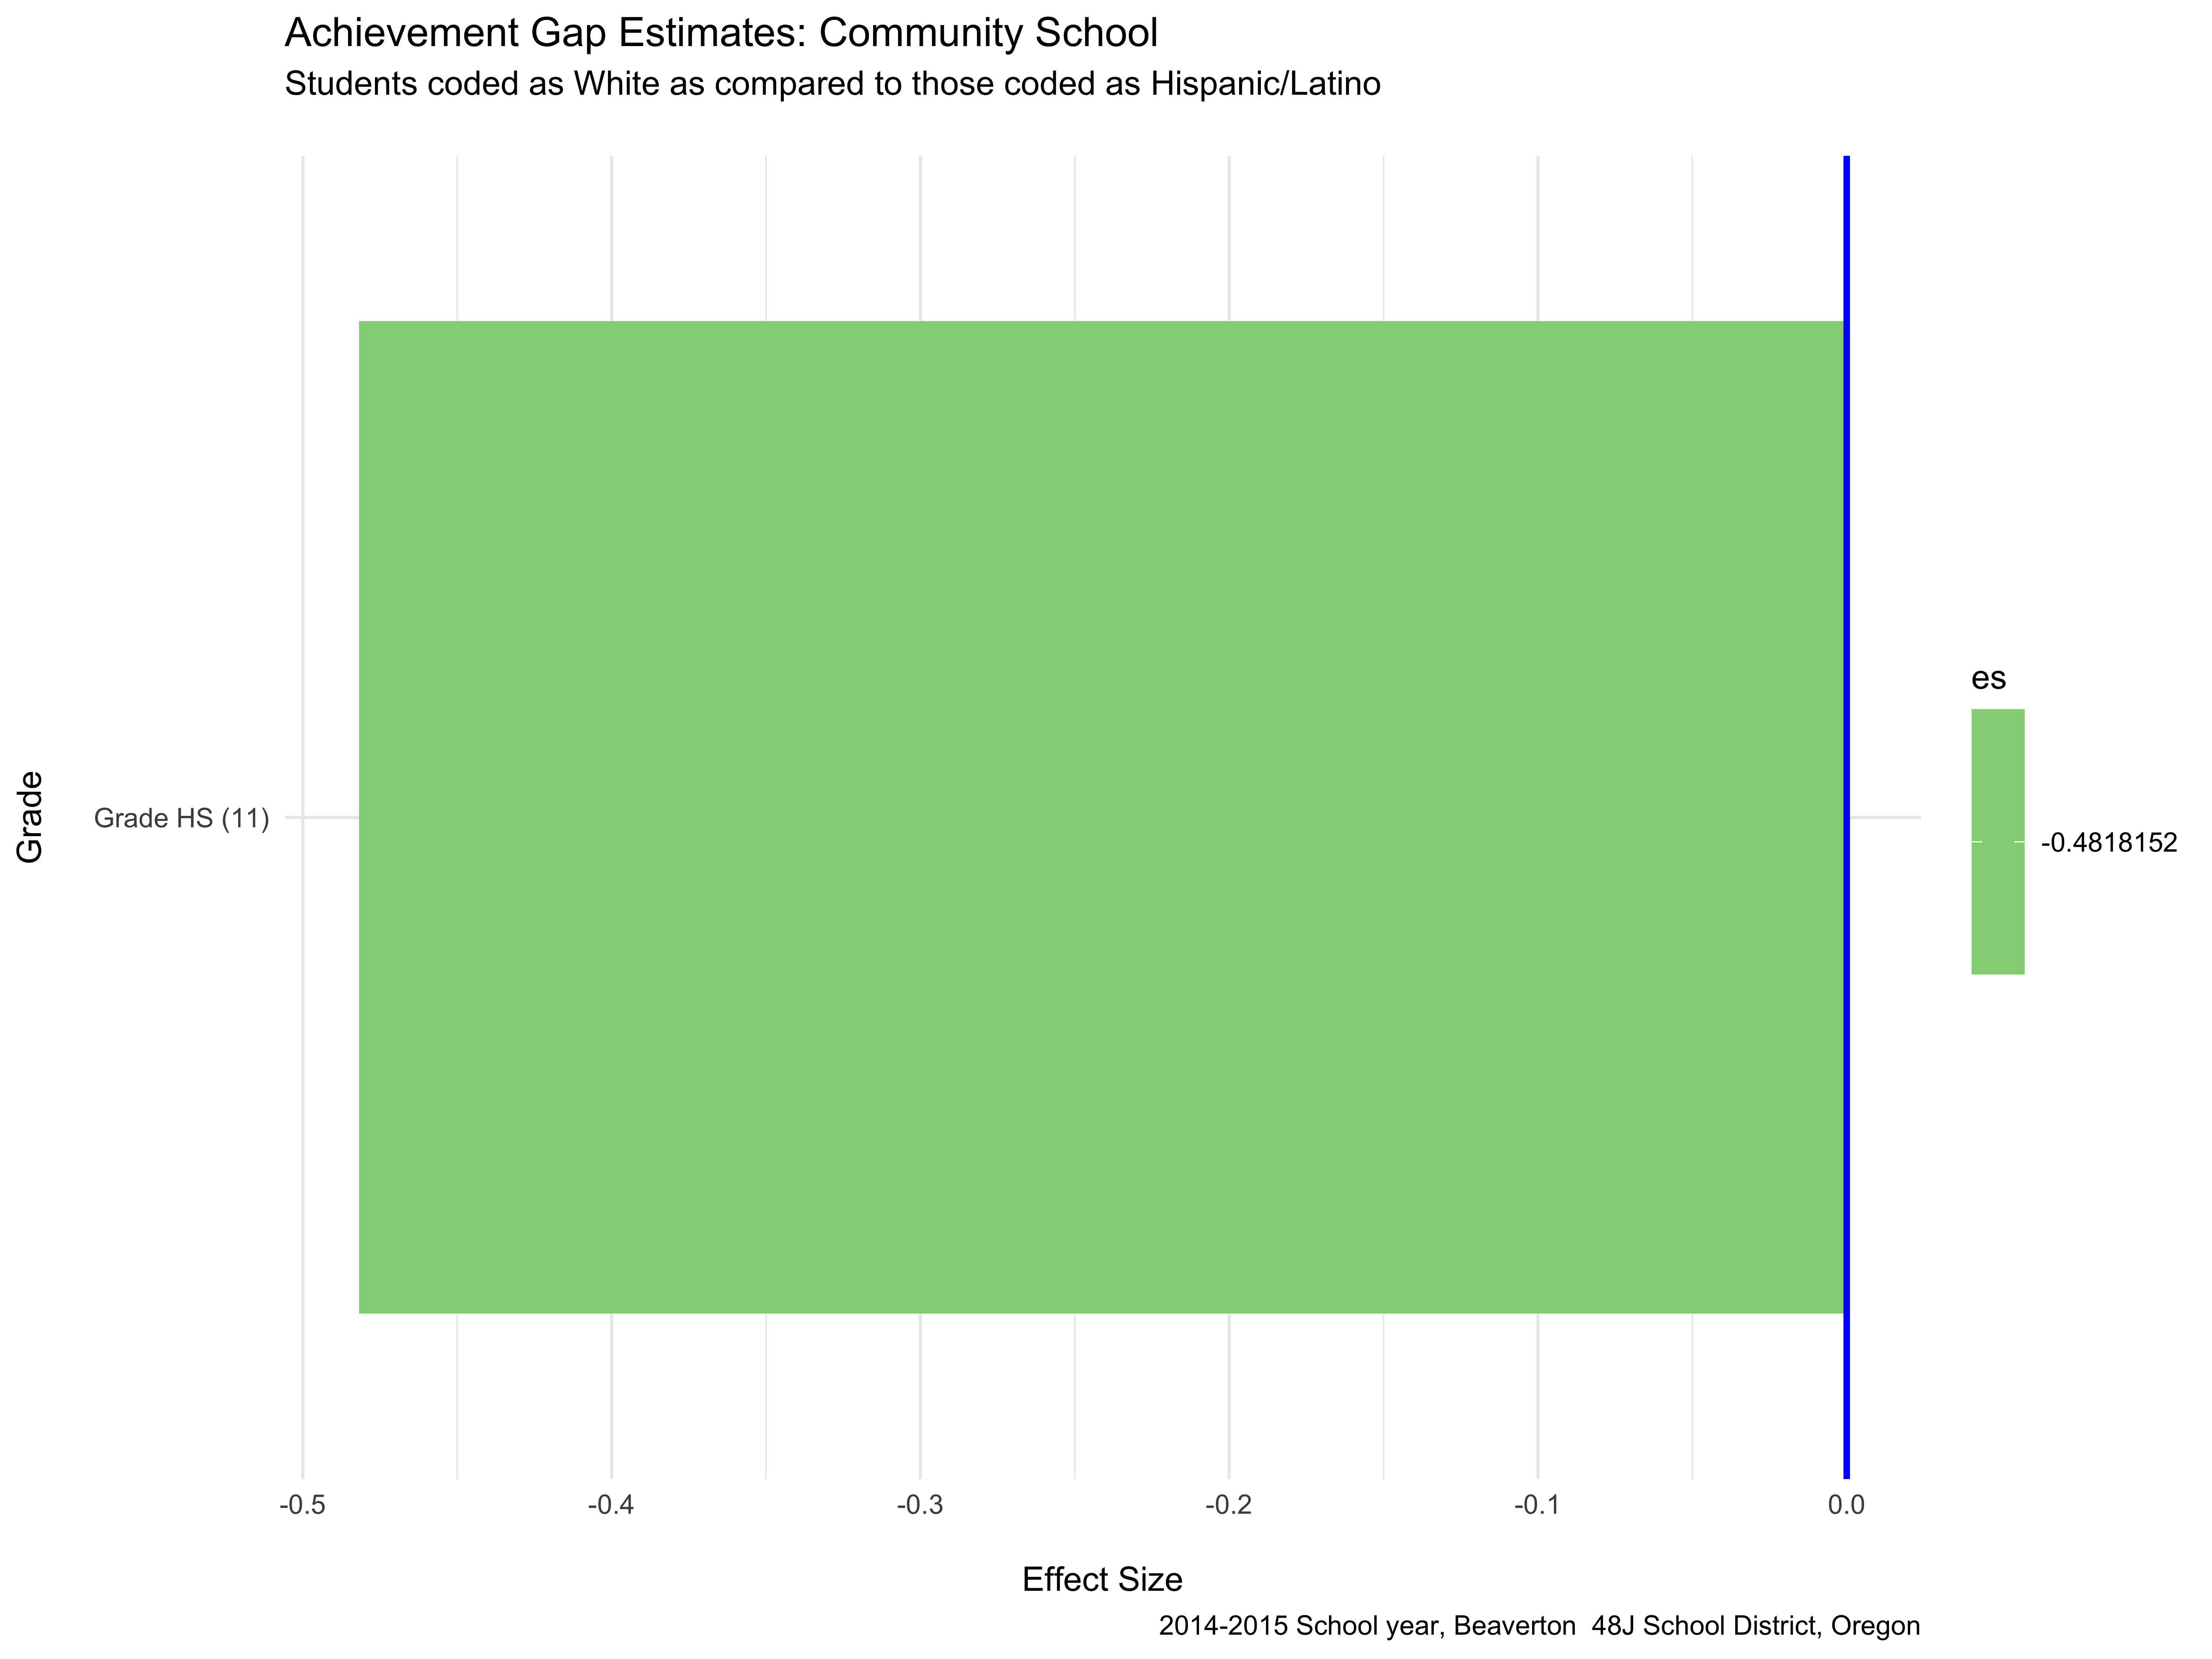 Achievement Gap Estimates: Community School
Students coded as White as compared to those coded as Hispanic/Latino
Grade
Grade HS (11)
es
-0.4818152
-0.5
-0.4
-0.3
-0.2
-0.1
0.0
Effect Size
2014-2015 School year, Beaverton  48J School District, Oregon